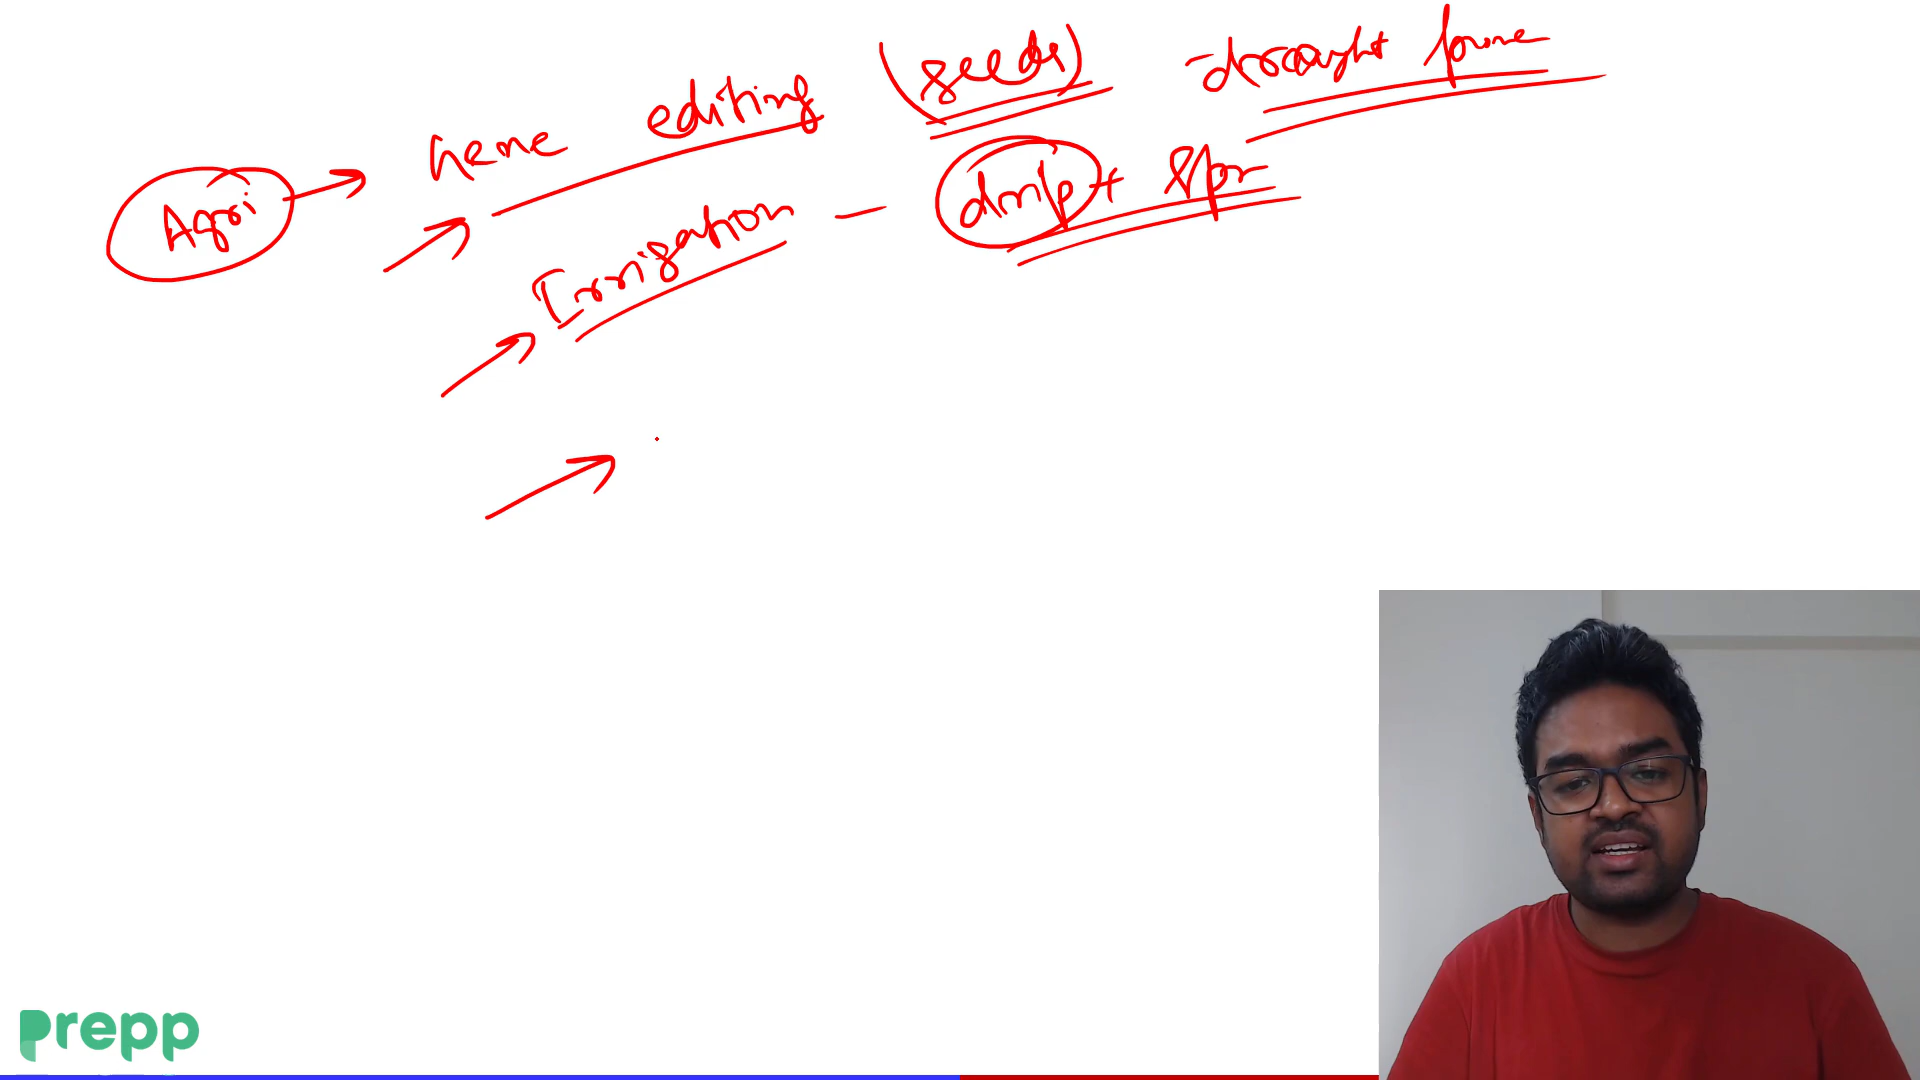 Agri → Gene editing (seeds) drought prone
→ Irrigation - drip + Spr
→
→
Prepp